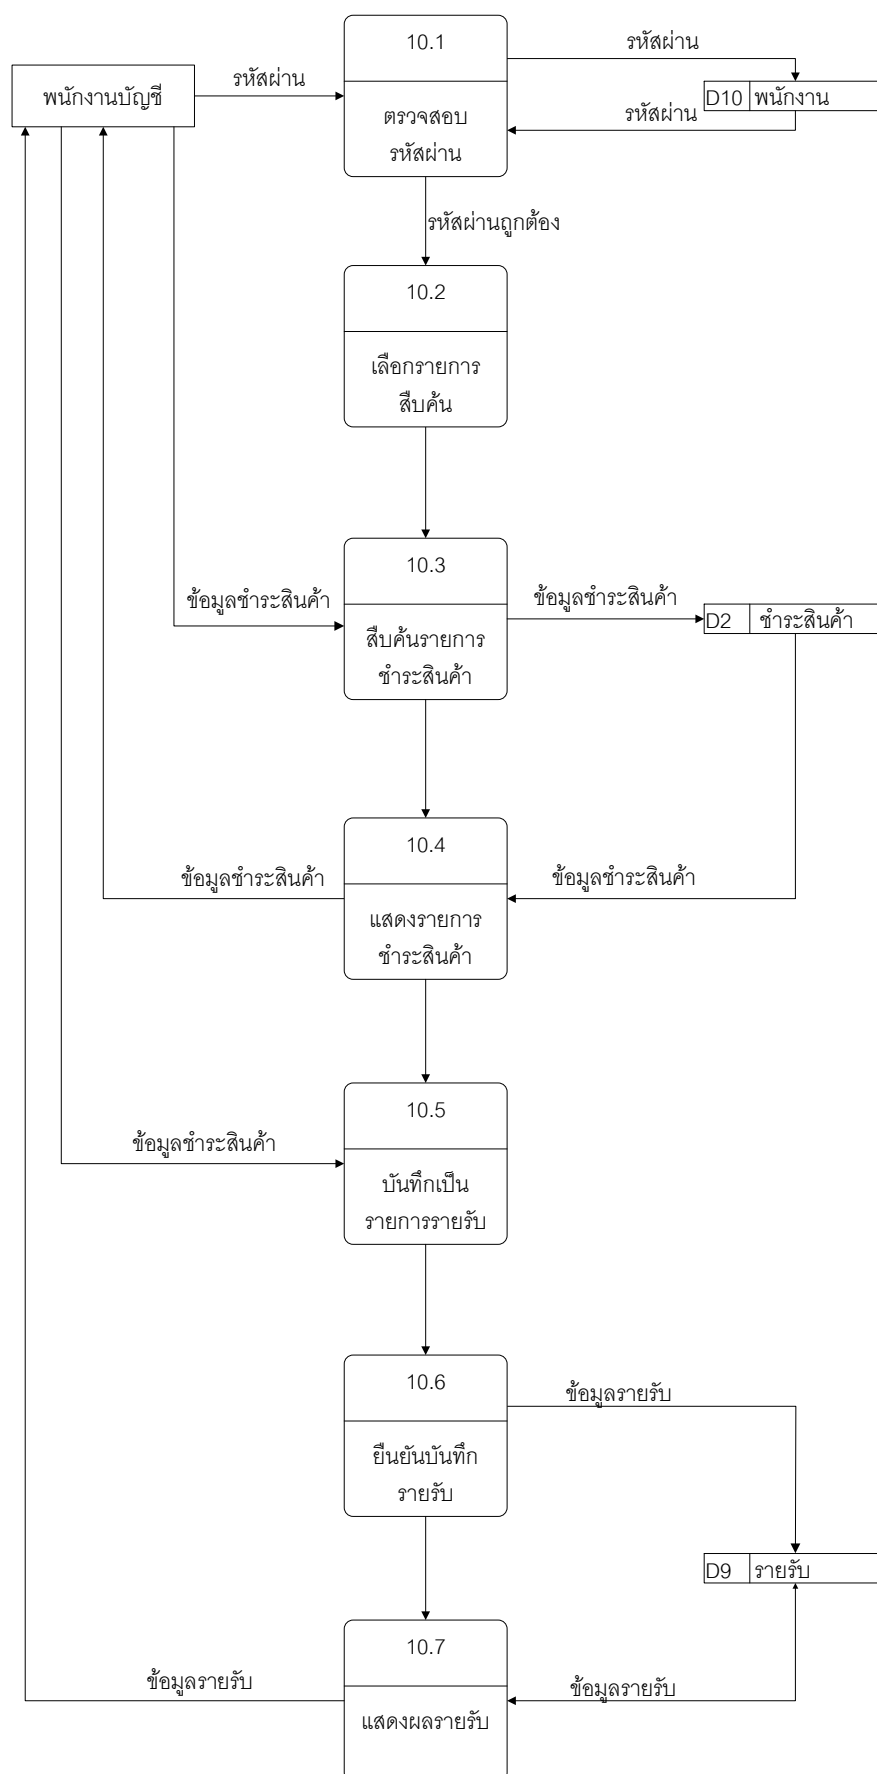 10.1
รหัสผ่าน
พนักงานบัญชี
รหัสผ่าน
D10 พนักงาน
ตรวจสอบ
รหัสผ่าน
รหัสผ่าน
รหัสผ่านถูกต้อง
10.2
เลือกรายการ
สืบค้น
10.3
ข้อมูลชำระสินค้า
ข้อมูลชำระสินค้า
D2 ชำระสินค้า
สืบค้นรายการ
ชำระสินค้า
10.4
ข้อมูลชำระสินค้า
ข้อมูลชำระสินค้า
แสดงรายการ
ชำระสินค้า
10.5
ข้อมูลชำระสินค้า
บันทึกเป็น
รายการรายรับ
10.6
ข้อมูลรายรับ
ยืนยันบันทึก
รายรับ
D9 รายรับ
10.7
ข้อมูลรายรับ
ข้อมูลรายรับ
แสดงผลรายรับ